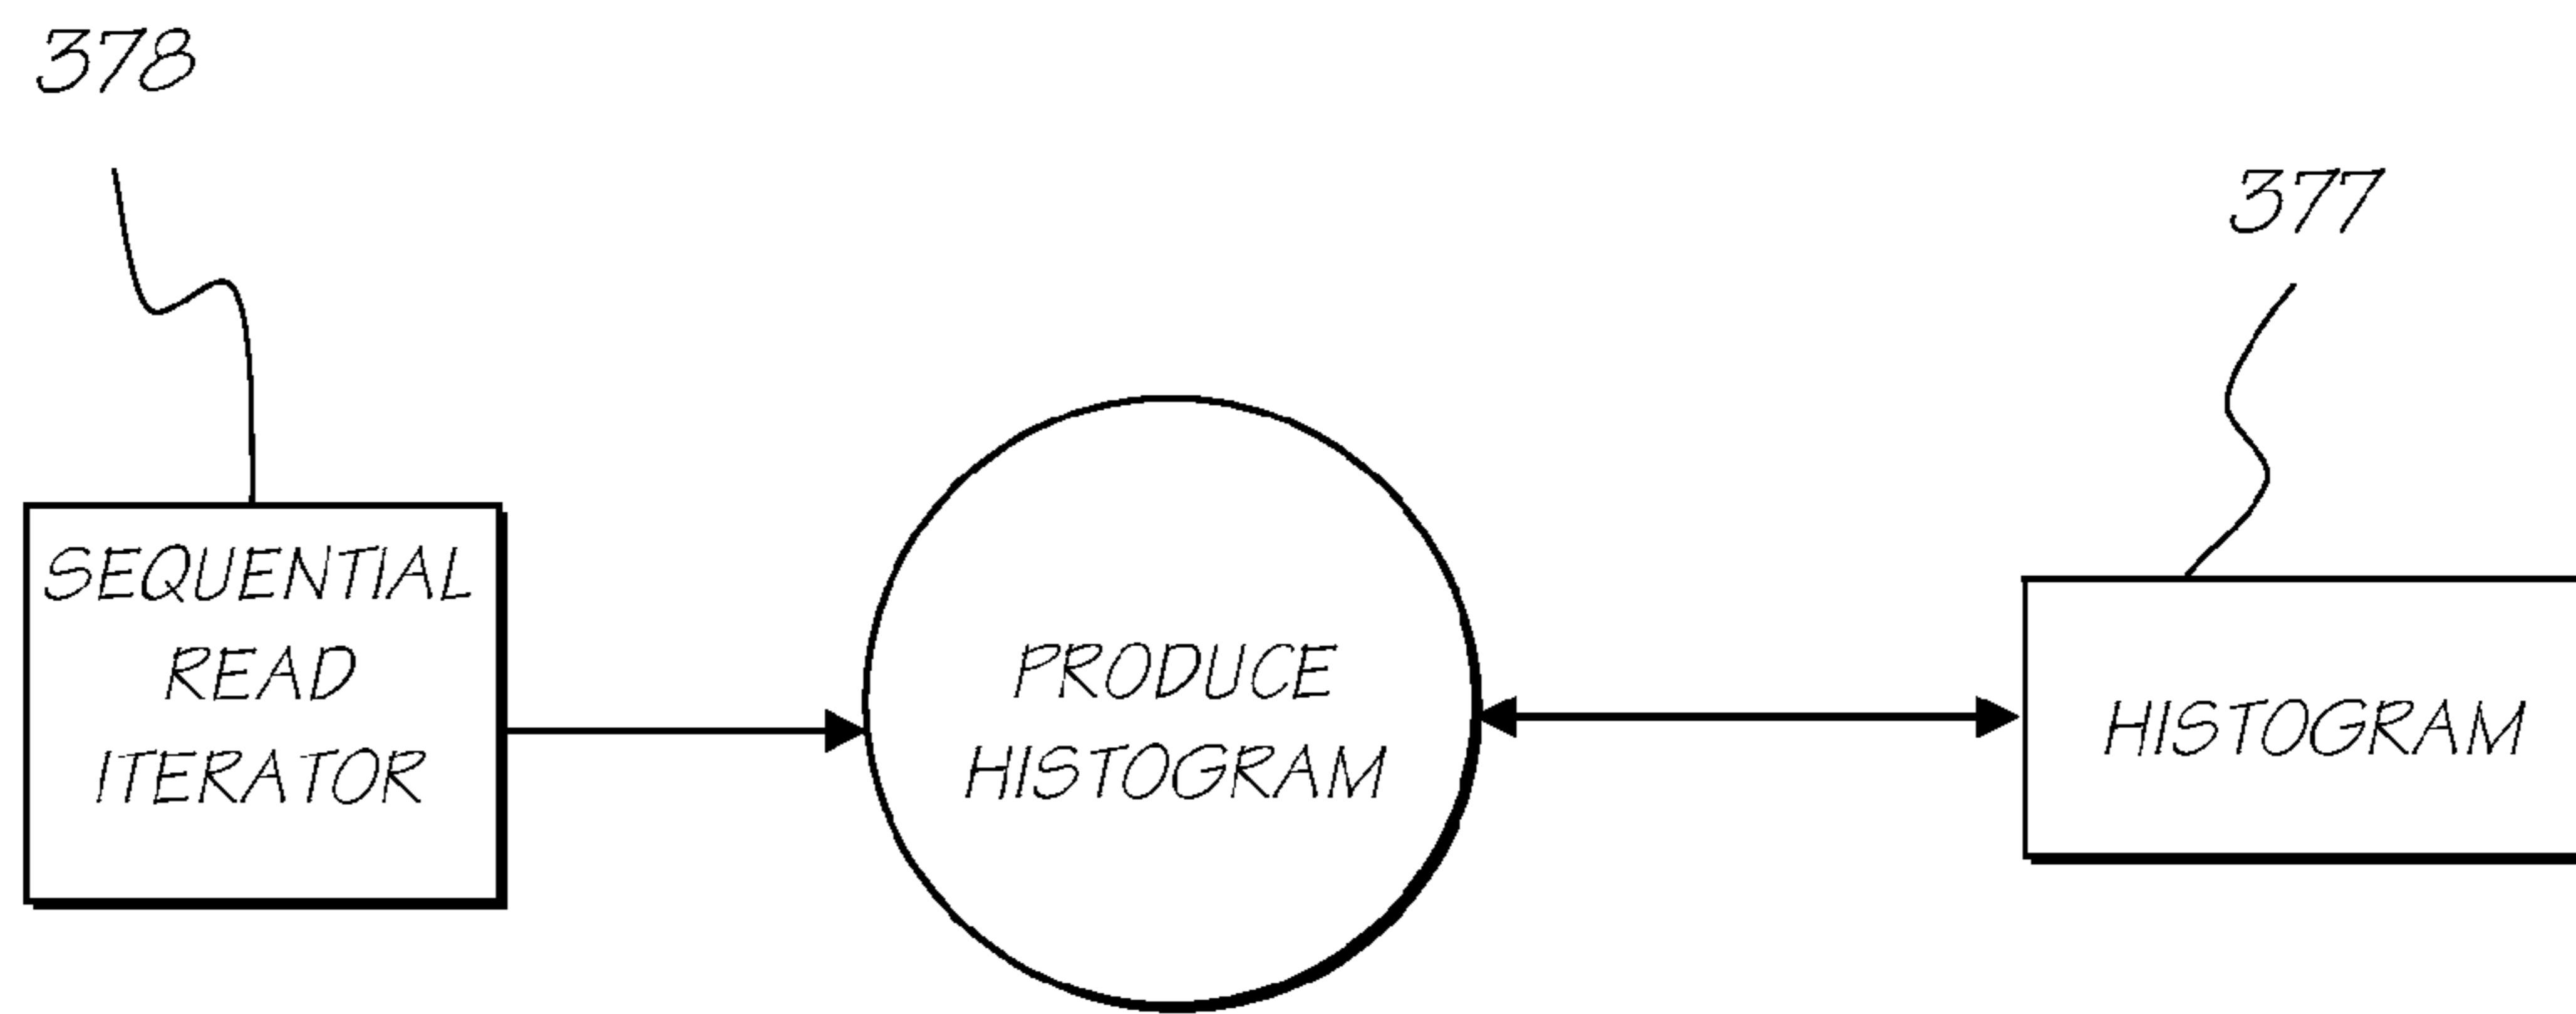 378
377
SEQUENTIAL
READ
ITERATOR
PRODUCE
HISTOGRAM
HISTOGRAM